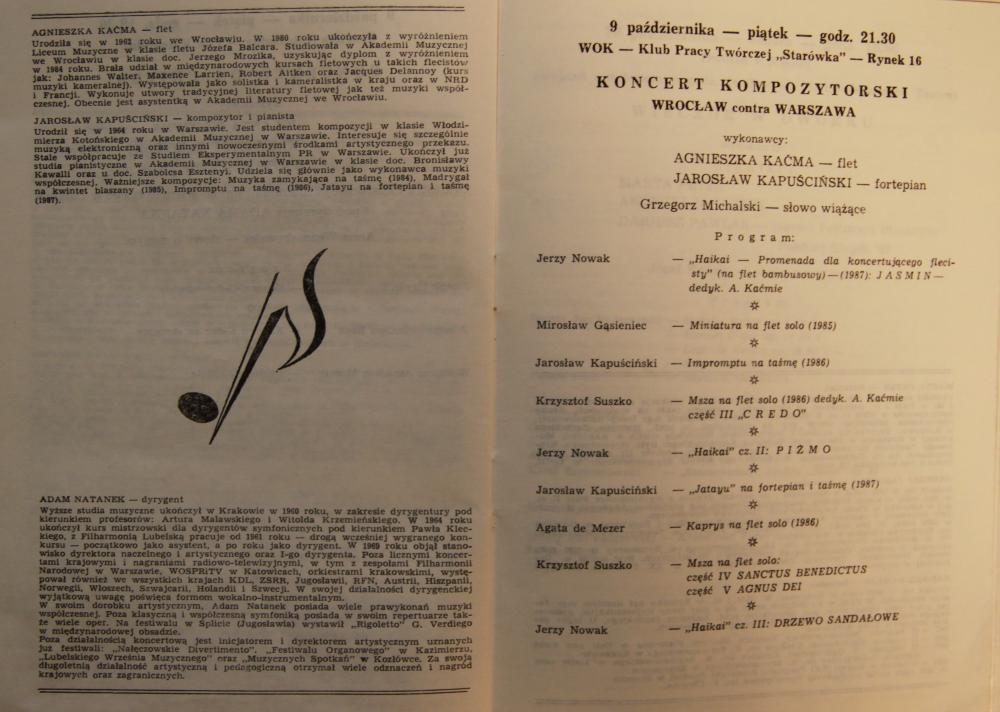 AGNIESZKA KAĆMA — flet
Urodziła się w 1962 roku we Wrocławiu. W 1980 roku ukończyła z wyróżnieniem
Liceum Muzyczne w klasie fletu Józefa Balcara. Studiowała w Akademii Muzycznej
we Wrocławiu w klasie doc. Jerzego Mrozika, uzyskując dyplom z wyróżnieniem
w 1984 roku. Brała udział w międzynarodowych kursach fletowych u takich flecistów
jak: Johannes Walter, Maxence Larrien, Robert Aitken oraz Jacques Delannoy (kurs
muzyki kameralnej). Występowała jako solistka i kameralistka w kraju oraz w NRD
i Francji. Wykonuje utwory tradycyjnej literatury fletowej jak też muzyki współ-
czesnej. Obecnie jest asystentką w Akademii Muzycznej we Wrocławiu.
JAROSŁAW KAPUŚCIŃSKI — kompozytor i pianista
Urodził się w 1964 roku w Warszawie. Jest studentem kompozycji w klasie Włodzi-
mierza Kotońskiego w Akademii Muzycznej w Warszawie. Interesuje się szczególnie
muzyką elektroniczną oraz innymi nowoczesnymi środkami artystycznego przekazu.
Stale współpracuje ze Studiem Eksperymentalnym PR w Warszawie. Ukończył już
studia pianistyczne w Akademii Muzycznej w Warszawie w klasie doc. Bronisławy
Kawalli oraz u doc. Szabolcsa Esztenyi. Udziela się głównie jako wykonawca muzyki
współczesnej. Ważniejsze kompozycje: Muzyka zamykająca na taśmę (1984), Madrygał
na kwintet blaszany (1985), Impromptu na taśmę (1986), Jatayu na fortepian i taśmę
(1987).
ADAM NATANEK — dyrygent
Wyższe studia muzyczne ukończył w Krakowie w 1960 roku, w zakresie dyrygentury pod
kierunkiem profesorów: Artura Malawskiego i Witolda Krzemieńskiego. W 1964 roku
ukończył kurs mistrzowski dla dyrygentów symfonicznych pod kierunkiem Pawła Klec-
kiego, z Filharmonią Lubelską pracuje od 1961 roku — drogą wcześniej wygranego kon-
kursu — początkowo jako asystent, a po roku jako dyrygent. W 1969 roku objął stano-
wisko dyrektora naczelnego i artystycznego oraz I-go dyrygenta. Poza licznymi koncer-
tami krajowymi i nagraniami radiowo-telewizyjnymi, w tym z zespołami Filharmonii
Narodowej w Warszawie, WOSPRiTV w Katowicach, orkiestrami krakowskimi, wystę-
pował również we wszystkich krajach KDL, ZSRR, Jugosławii, RFN, Austrii, Hiszpanii,
Norwegii, Włoszech, Szwajcarii, Holandii i Szwecji. W swojej działalności dyrygenckiej
wyjątkową uwagę poświęca formom wokalno-instrumentalnym.
W swoim dorobku artystycznym, Adam Natanek posiada wiele prawykonań muzyki
współczesnej. Poza klasyczną i współczesną symfoniką posiada w swoim repertuarze tak-
że wiele oper. Na festiwalu w Splicie (Jugosławia) wystawił „Rigoletto” G. Verdiego
w międzynarodowej obsadzie.
Poza działalnością koncertową jest inicjatorem i dyrektorem artystycznym uznanych
już festiwali: „Nałęczowskie Divertimento”, „Festiwalu Organowego” w Kazimierzu,
„Lubelskiego Września Muzycznego” oraz „Muzycznych Spotkań” w Kozłówce. Za swoją
długoletnią działalność artystyczną i pedagogiczną otrzymał wiele odznaczeń i nagród
krajowych oraz zagranicznych.
9 października — piątek — godz. 21.30
WOK — Klub Pracy Twórczej „Starówka” — Rynek 16
KONCERT KOMPOZYTORSKI
WROCŁAW contra WARSZAWA
wykonawcy:
AGNIESZKA KAĆMA — flet
JAROSŁAW KAPUŚCIŃSKI — fortepian
Grzegorz Michalski — słowo wiążące
Program:
Jerzy Nowak — „Haikai — Promenada dla koncertującego fleci-
sty” (na flet bambusowy) — (1987): JASMIN —
dedyk. A. Kaćmie
Mirosław Gąsieniec — Miniatura na flet solo (1985)
Jarosław Kapuściński — Impromptu na taśmę (1986)
Krzysztof Suszko — Msza na flet solo (1986) dedyk. A. Kaćmie
część III „CREDO”
Jerzy Nowak — „Haikai” cz. II: PIŻMO
Jarosław Kapuściński — „Jatayu” na fortepian i taśmę (1987)
Agata de Mezer — Kaprys na flet solo (1986)
Krzysztof Suszko — Msza na flet solo:
część IV SANCTUS BENEDICTUS
część V AGNUS DEI
Jerzy Nowak — „Haikai” cz. III: DRZEWO SANDAŁOWE